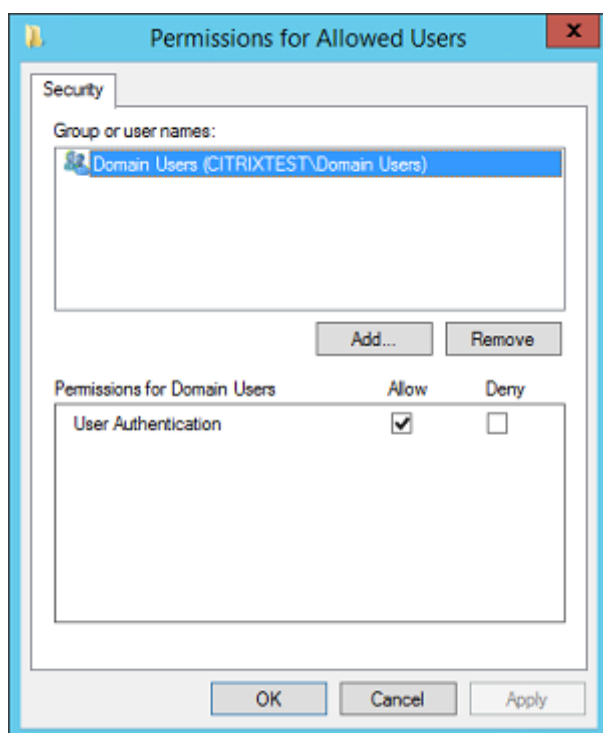 Permissions for Allowed Users
x
Security
Group or user names:
Domain Users (CITRIXTEST\Domain Users)
Add... Remove
Permissions for Domain Users Allow Deny
User Authentication
OK Cancel Apply